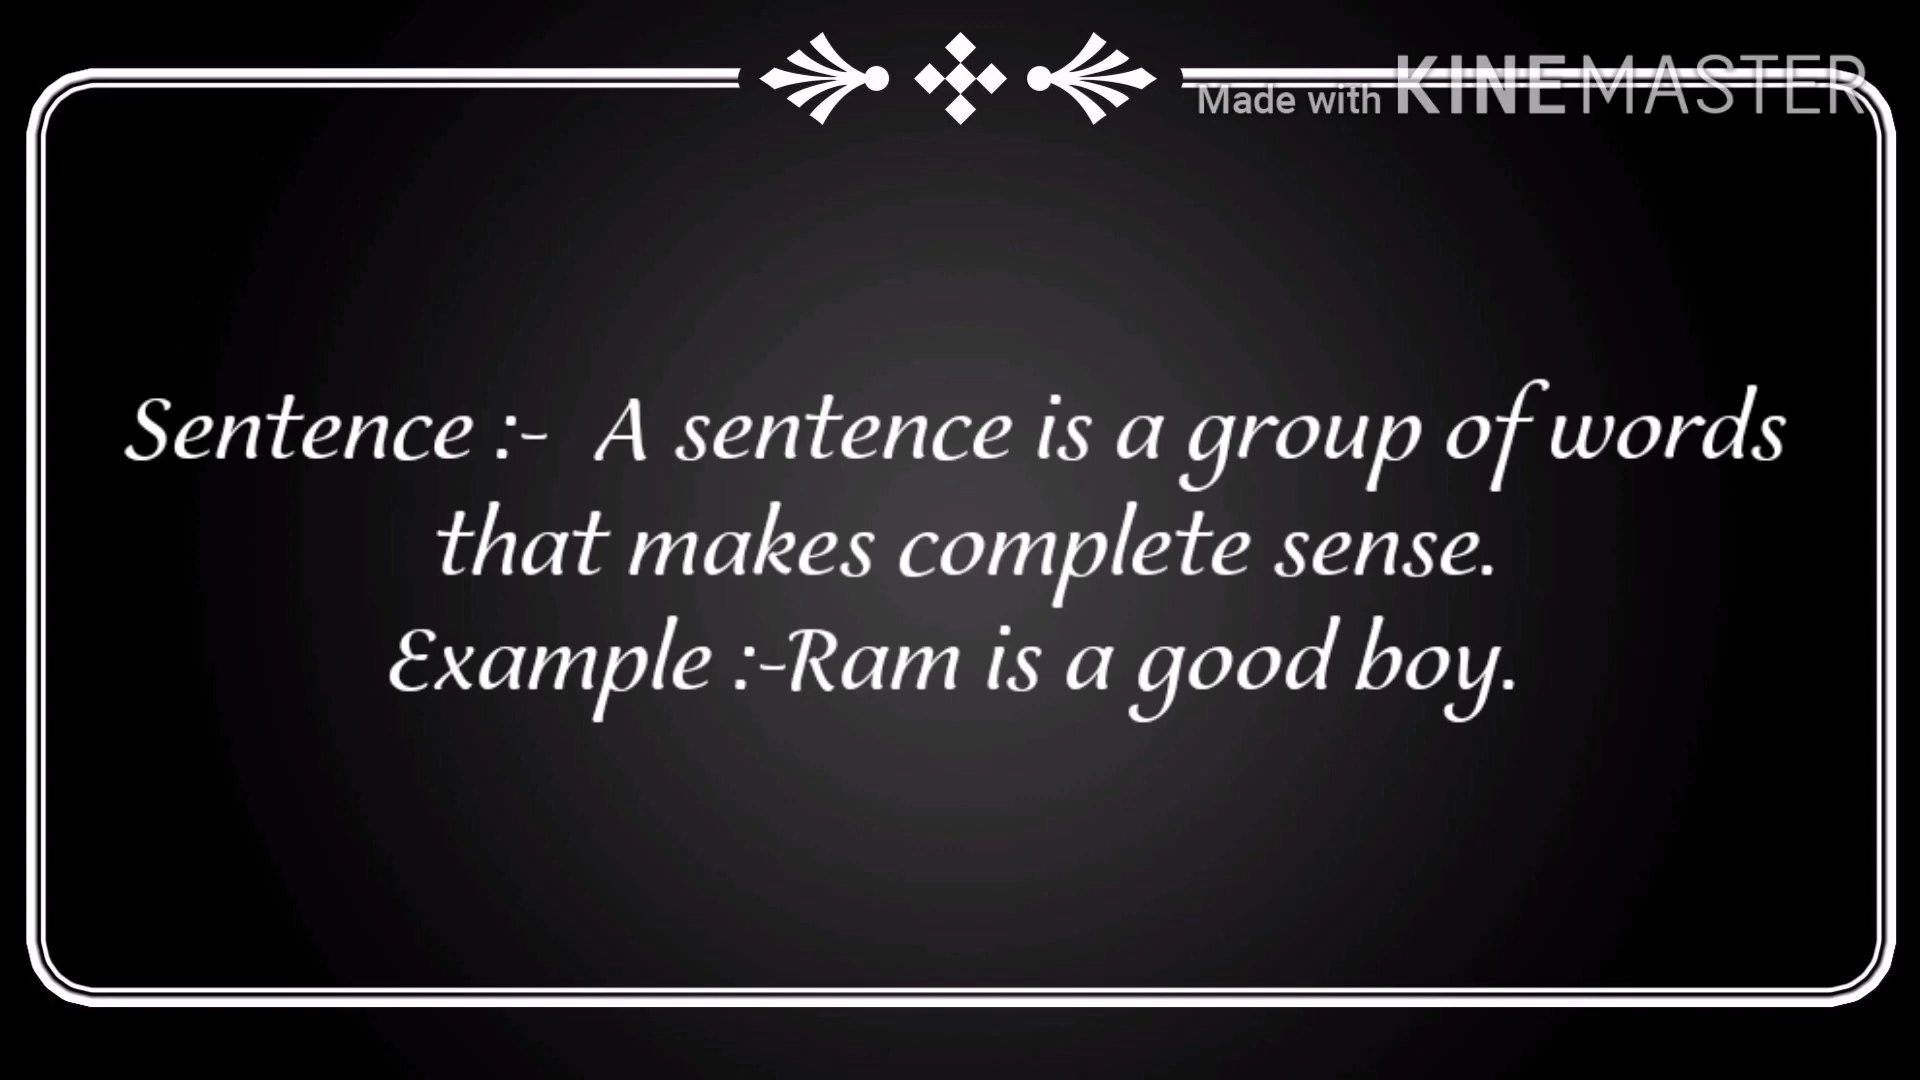 Made with KINEMASTER
Sentence :- A sentence is a group of words
that makes complete sense.
Example :-Ram is a good boy.